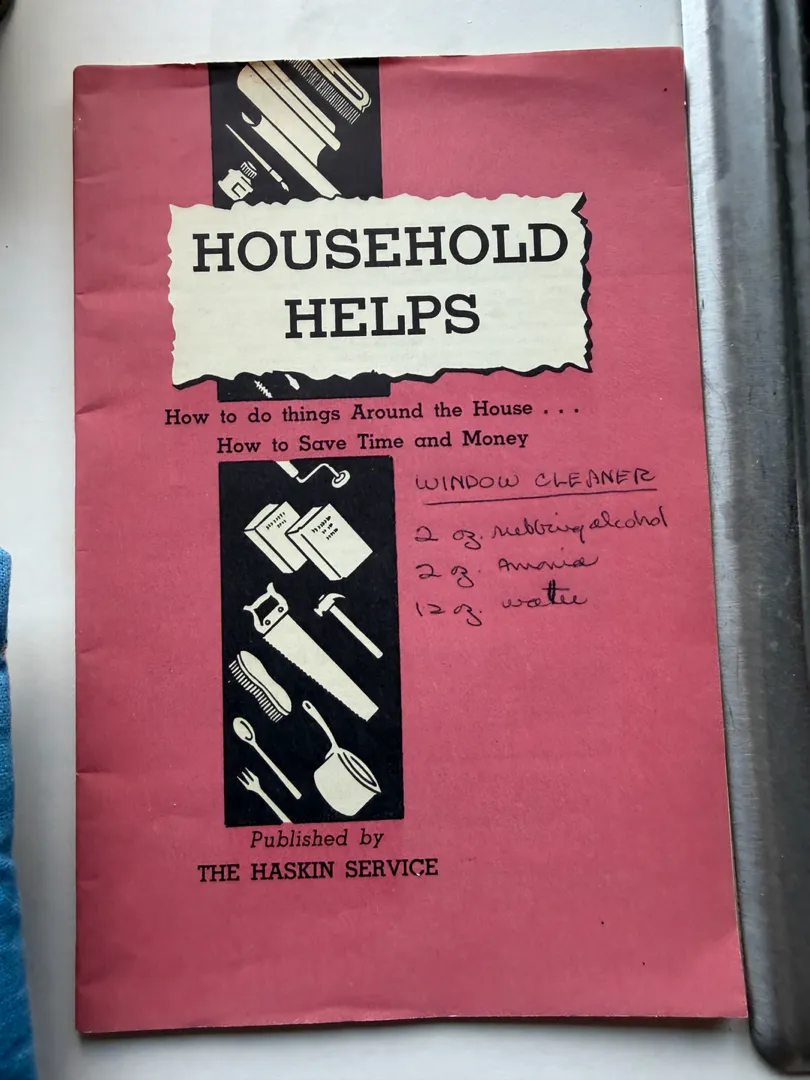 HOUSEHOLD
HELPS
How to do things Around the House . . .
How to Save Time and Money
WINDOW CLEANER
2 oz. rubbing alcohol
2 oz. Amonia
12 oz. water
Published by
THE HASKIN SERVICE